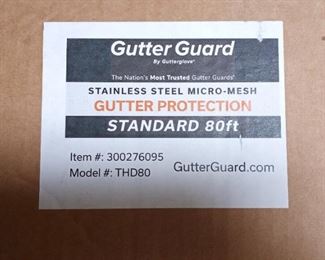 Gutter Guard
By Gutterglove®
The Nation's Most Trusted Gutter Guards®
STAINLESS STEEL MICRO-MESH
GUTTER PROTECTION
STANDARD 80ft
Item #: 300276095
Model #: THD80
GutterGuard.com